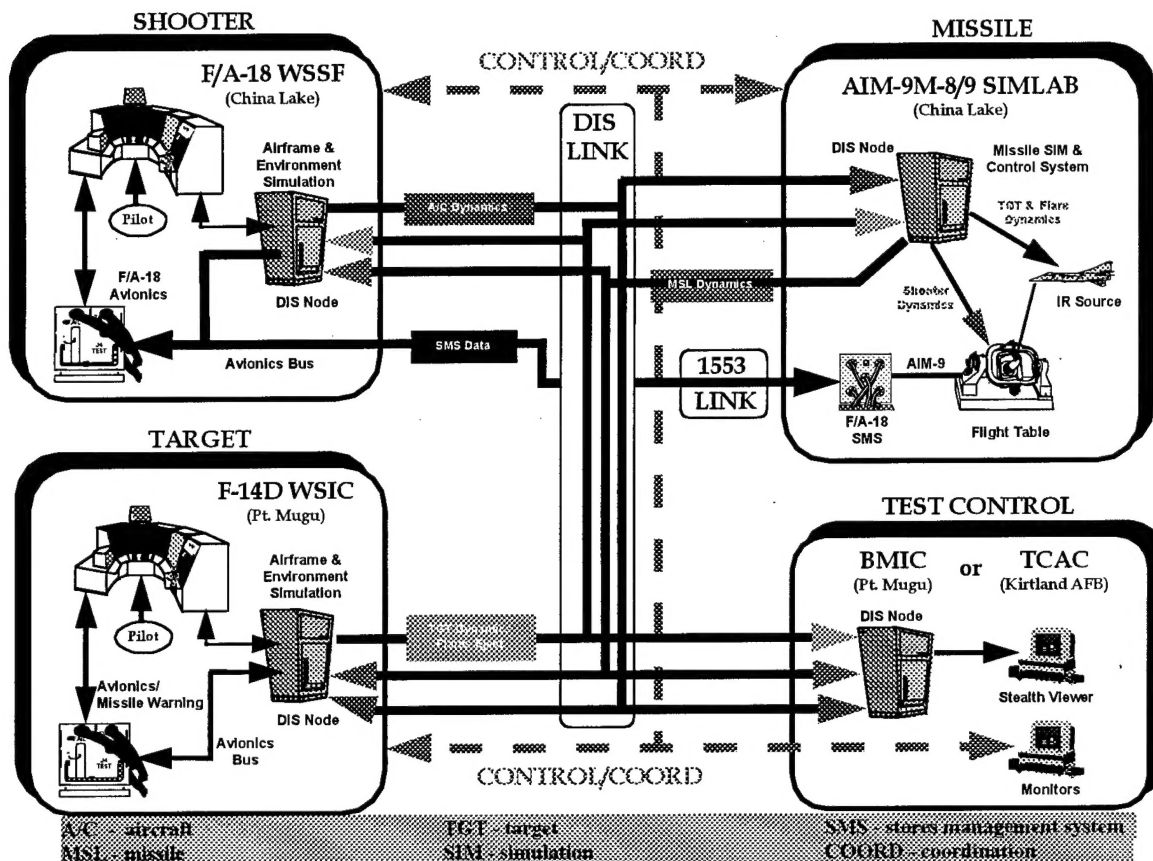 SHOOTER
F/A-18 WSSF
(China Lake)
Airframe &
Environment
Simulation
Pilot
F/A-18
Avionics
TEST
DIS Node
Avionics Bus
A/C Dynamics
SMS Data
CONTROL/COORD
DIS
LINK
MSL Dynamics
1553
LINK
MISSILE
AIM-9M-8/9 SIMLAB
(China Lake)
DIS Node
Missile SIM &
Control System
TGT & Flare
Dynamics
Shooter
Dynamics
IR Source
AIM-9
F/A-18
SMS
Flight Table
TARGET
F-14D WSIC
(Pt. Mugu)
Airframe &
Environment
Simulation
Pilot
Avionics/
Missile Warning
TEST
DIS Node
Avionics
Bus
CONTROL/COORD
TEST CONTROL
BMIC or TCAC
(Pt. Mugu) (Kirtland AFB)
DIS Node
Stealth Viewer
Monitors
A/C - aircraft TGT - target SMS - stores management system
MSL - missile SIM - simulation COORD - coordination